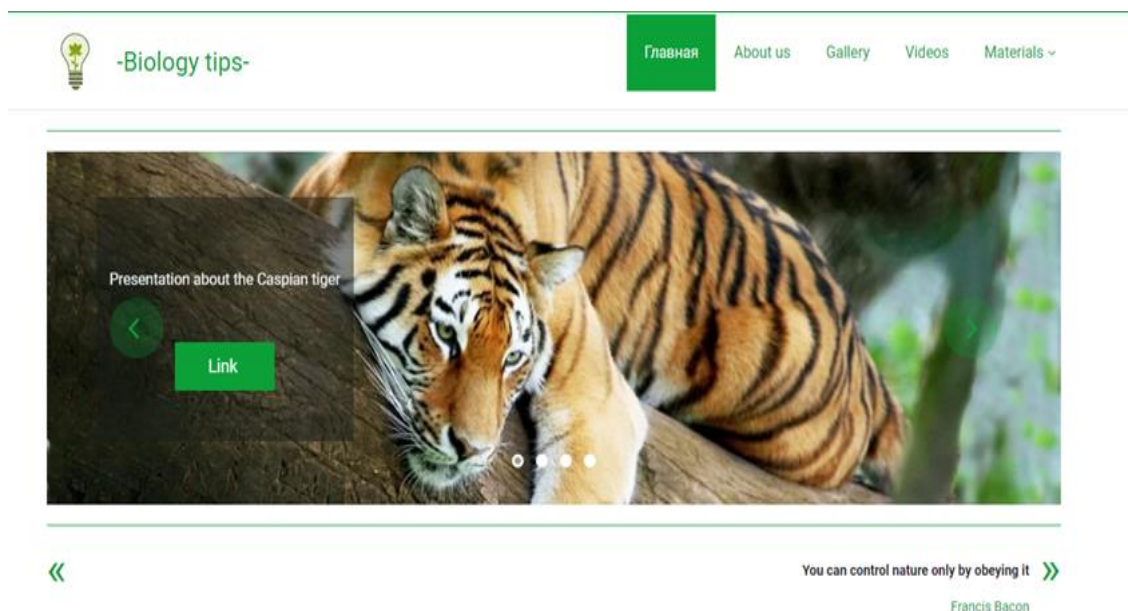 -Biology tips-
Главная About us Gallery Videos Materials
Presentation about the Caspian tiger
Link
You can control nature only by obeying it
Francis Bacon